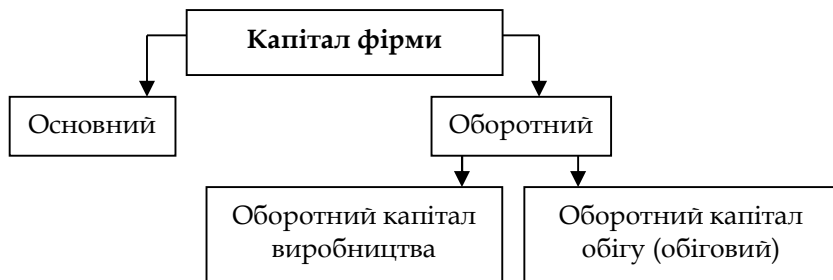 Капітал фірми
Основний
Оборотний
Оборотний капітал
виробництва
Оборотний капітал
обігу (обіговий)